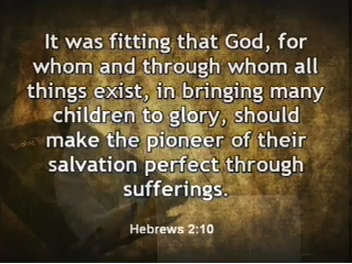 It was fitting that God, for
whom and through whom all
things exist, in bringing many
children to glory, should
make the pioneer of their
salvation perfect through
sufferings.
Hebrews 2:10